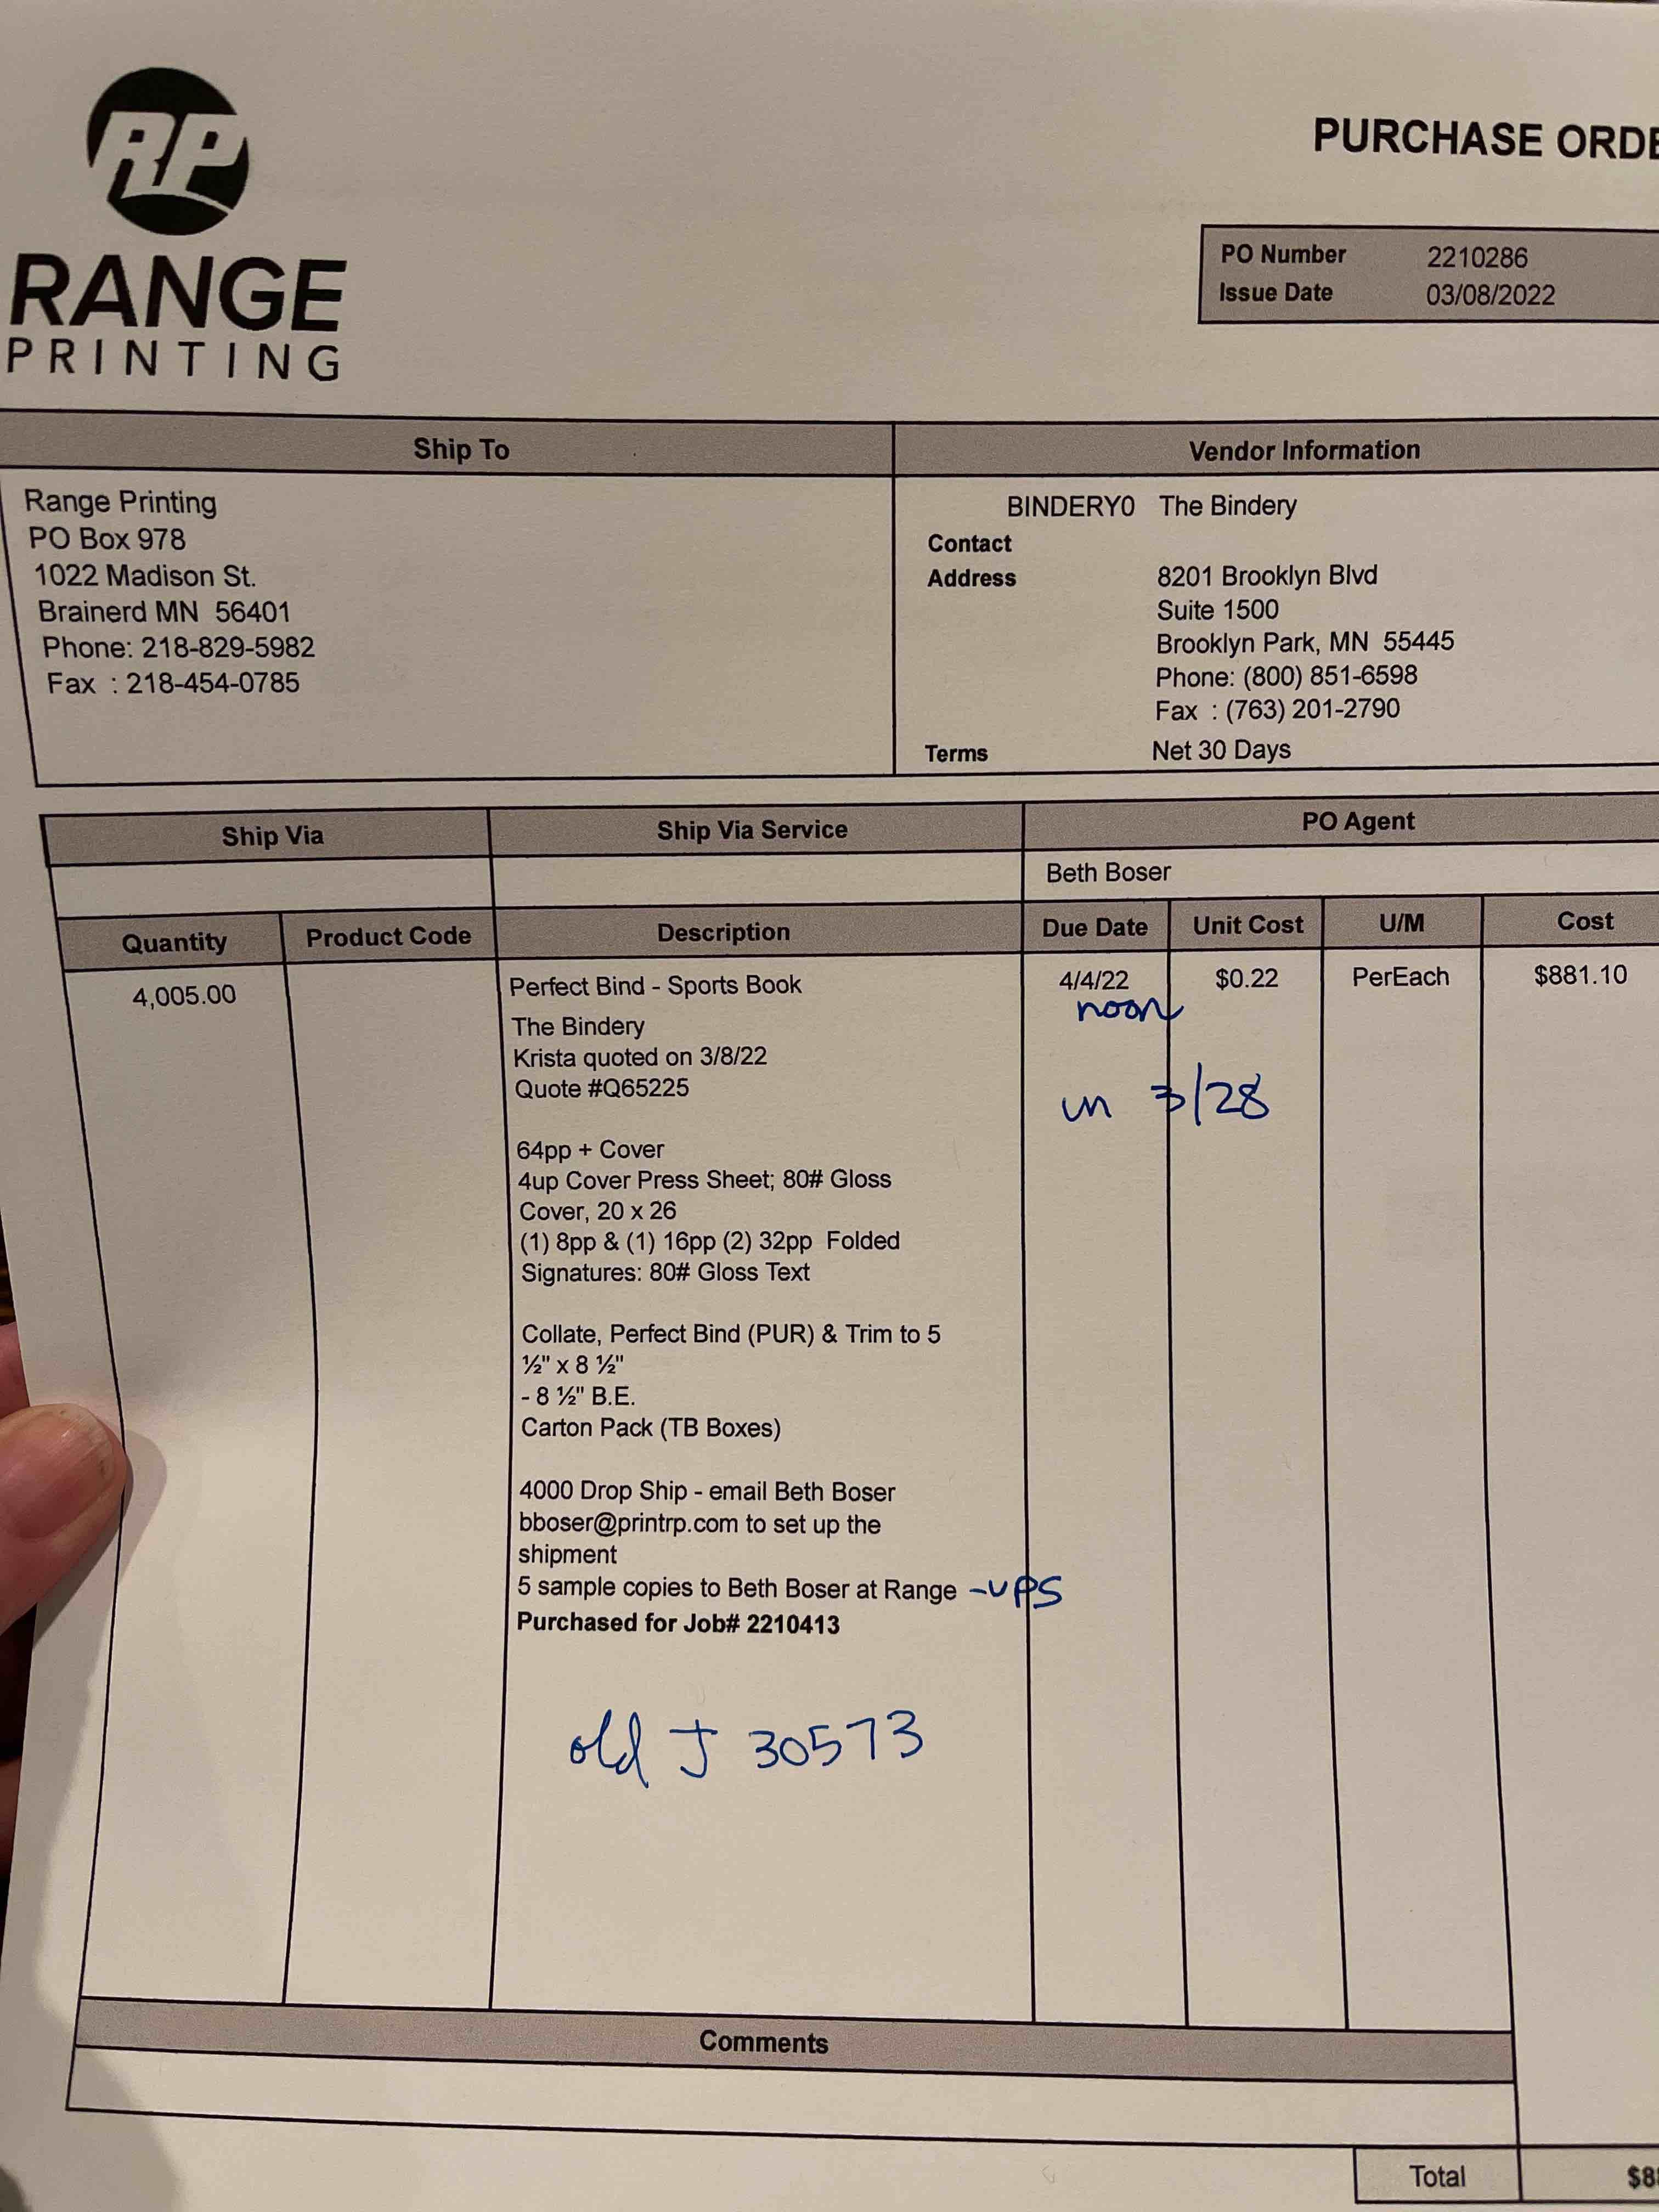 RP
RANGE
PRINTING
PURCHASE ORDE
PO Number 2210286
Issue Date 03/08/2022
Ship To
Range Printing
PO Box 978
1022 Madison St.
Brainerd MN 56401
Phone: 218-829-5982
Fax : 218-454-0785
Vendor Information
BINDERY0 The Bindery
Contact
Address 8201 Brooklyn Blvd
Suite 1500
Brooklyn Park, MN 55445
Phone: (800) 851-6598
Fax : (763) 201-2790
Terms Net 30 Days
Ship Via Ship Via Service PO Agent
Beth Boser
Quantity Product Code Description Due Date Unit Cost U/M Cost
4,005.00 Perfect Bind - Sports Book 4/4/22 $0.22 PerEach $881.10
noon
The Bindery
Krista quoted on 3/8/22
Quote #Q65225
in 3/28
64pp + Cover
4up Cover Press Sheet; 80# Gloss
Cover, 20 x 26
(1) 8pp & (1) 16pp (2) 32pp Folded
Signatures: 80# Gloss Text
Collate, Perfect Bind (PUR) & Trim to 5
½" x 8 ½"
- 8 ½" B.E.
Carton Pack (TB Boxes)
4000 Drop Ship - email Beth Boser
bboser@printrp.com to set up the
shipment
5 sample copies to Beth Boser at Range -UPS
Purchased for Job# 2210413
old J 30573
Comments
Total $8